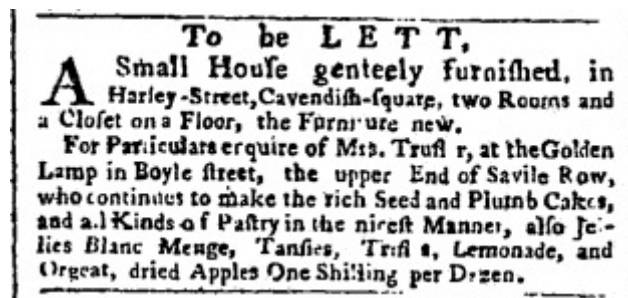 To be LETT,
A Small Houſe genteely furniſhed, in
Harley-Street, Cavendiſh-ſquare, two Rooms and
a Cloſet on a Floor, the Furniture new.
For Particulars enquire of Mrs. Truſler, at the Golden
Lamp in Boyle ſtreet, the upper End of Savile Row,
who continues to make the rich Seed and Plumb Cakes,
and all Kinds of Paſtry in the niceſt Manner, alſo Jel-
lies Blanc Menge, Tanſies, Trifles, Lemonade, and
Orgeat, dried Apples One Shilling per Dozen.